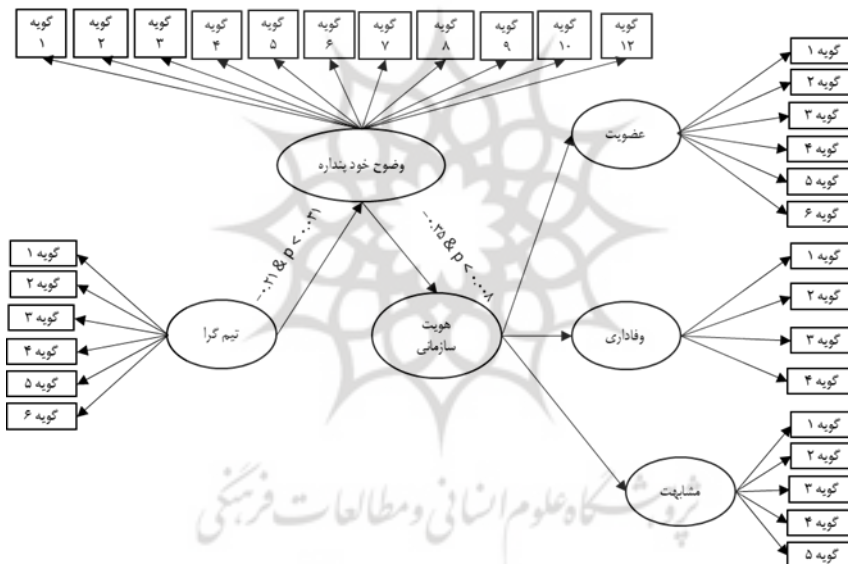 گویه
۱
گویه
۲
گویه
۳
گویه
۴
گویه
۵
گویه
۶
گویه
۷
گویه
۸
گویه
۹
گویه
۱۰
گویه
۱۲
وضوح خود پنداره
عضویت
گویه ۱
گویه ۲
گویه ۳
گویه ۴
گویه ۵
گویه ۶
-۰.۲۱ & p < ۰.۰۳۱
-۰.۳۵ & p < ۰.۰۰۸
گویه ۱
گویه ۲
گویه ۳
گویه ۴
گویه ۵
گویه ۶
تیم گرا
هویت
سازمانی
وفاداری
گویه ۱
گویه ۲
گویه ۳
گویه ۴
مشابهت
گویه ۱
گویه ۲
گویه ۳
گویه ۴
گویه ۵
پژوهشگاه علوم انسانی و مطالعات فرهنگی